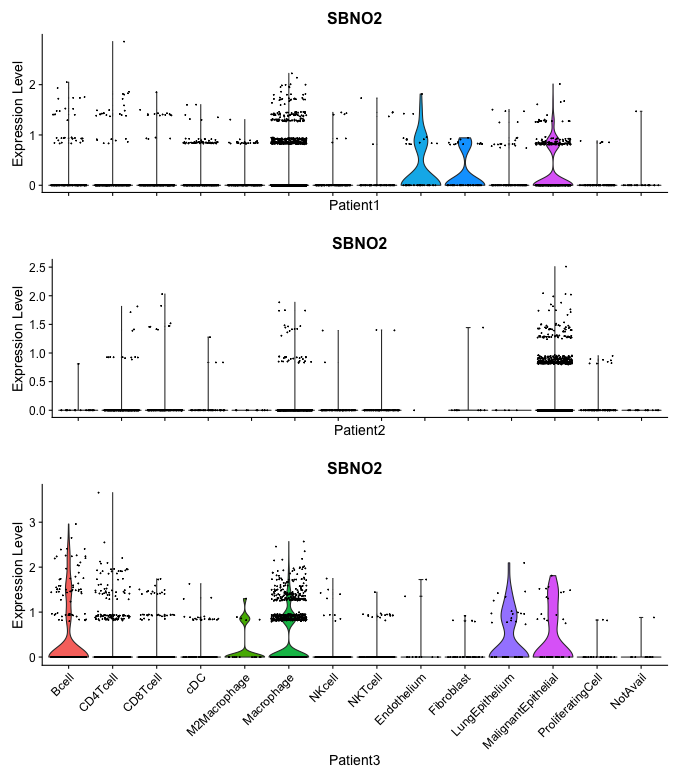 SBNO2
Expression Level
2
1
0
Patient1
SBNO2
Expression Level
2.5
2.0
1.5
1.0
0.5
0.0
Patient2
SBNO2
Expression Level
3
2
1
0
Bcell
CD4Tcell
CD8Tcell
cDC
M2Macrophage
Macrophage
NKcell
NKTcell
Endothelium
Fibroblast
LungEpithelium
MalignantEpithelial
ProliferatingCell
NotAvail
Patient3